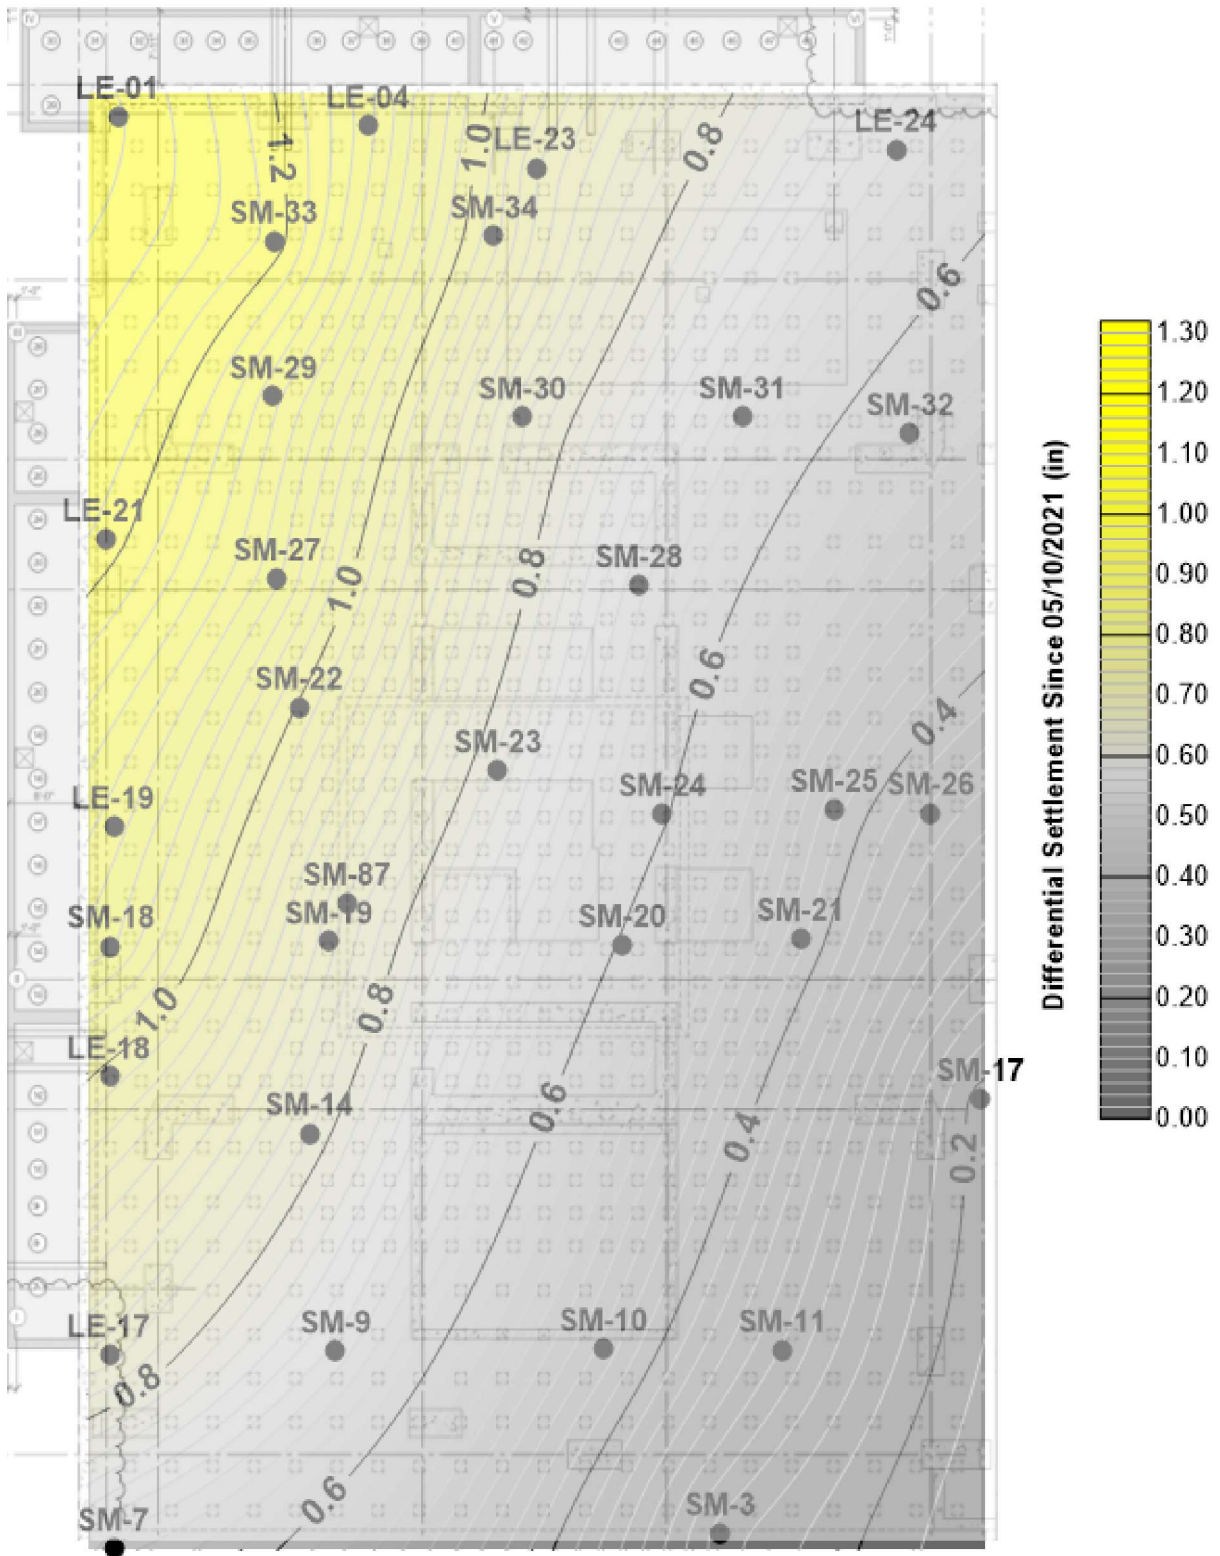 LE-01
LE-04
LE-23
LE-24
1.2
1.0
0.8
SM-33
SM-34
0.6
SM-29
SM-30
SM-31
SM-32
LE-21
SM-27
1.0
0.8
SM-28
SM-22
0.6
0.4
SM-23
LE-19
SM-24
SM-25
SM-26
SM-87
SM-19
SM-18
SM-20
SM-21
1.0
0.8
LE-18
SM-17
SM-14
0.6
0.4
0.2
LE-17
SM-9
SM-10
SM-11
0.8
0.6
SM-7
SM-3
Differential Settlement Since 05/10/2021 (in)
1.30
1.20
1.10
1.00
0.90
0.80
0.70
0.60
0.50
0.40
0.30
0.20
0.10
0.00